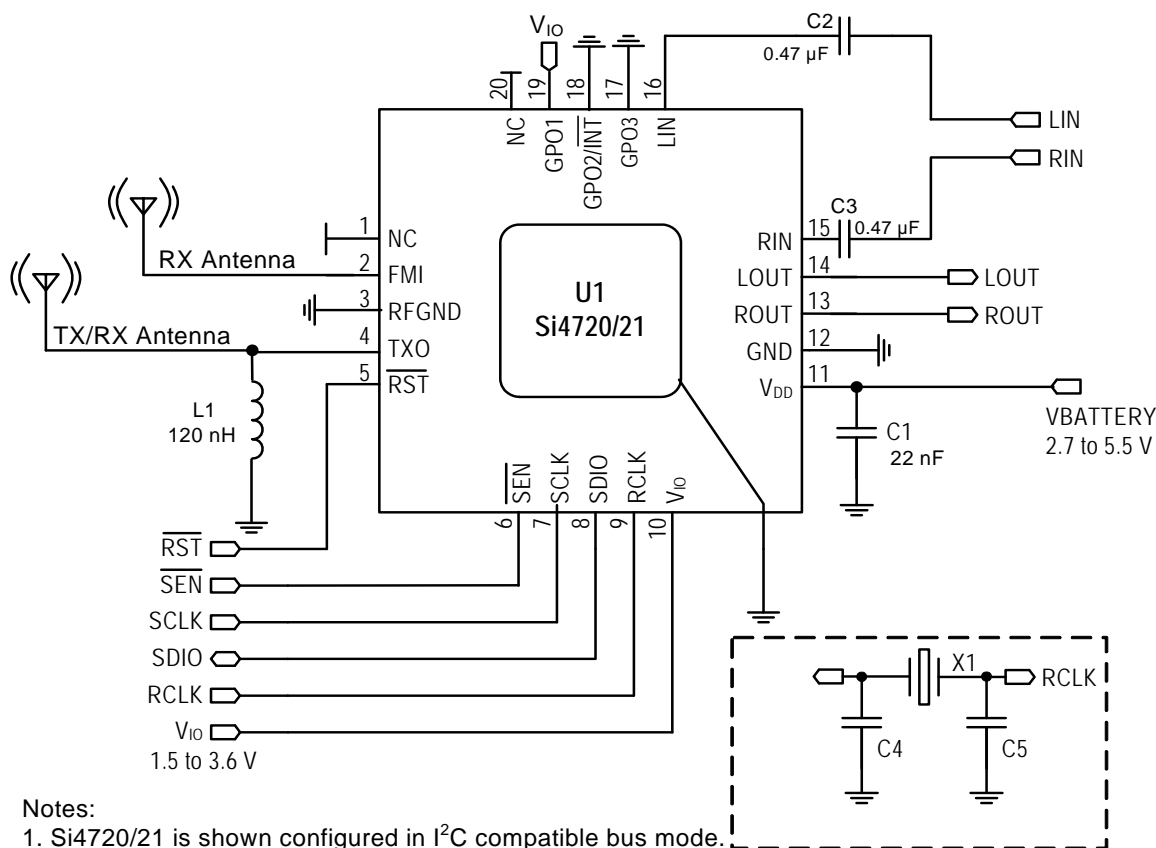 VIO
C2
0.47 µF
20
19
18
17
16
NC
GPO1
GPO2/INT
GPO3
LIN
LIN
RIN
C3
0.47 µF
1
NC
15
RIN
RX Antenna
2
FMI
14
LOUT
LOUT
3
RFGND
U1
Si4720/21
13
ROUT
ROUT
TX/RX Antenna
4
TXO
12
GND
5
RST
11
VDD
L1
120 nH
C1
22 nF
VBATTERY
2.7 to 5.5 V
SEN
SCLK
SDIO
RCLK
VIO
6
7
8
9
10
RST
SEN
SCLK
SDIO
RCLK
VIO
1.5 to 3.6 V
X1
RCLK
C4
C5
Notes:
1. Si4720/21 is shown configured in I²C compatible bus mode.